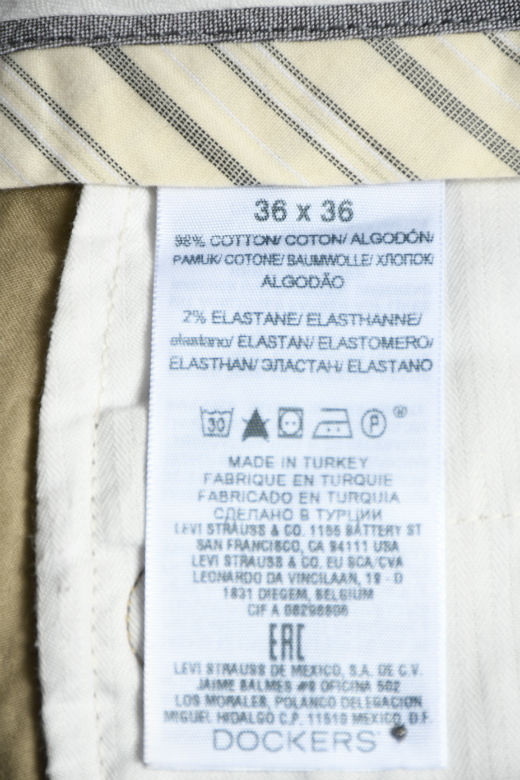 36 x 36
98% COTTON/ COTON/ ALGODÓN/
PAMUK/ COTONE/ BAUMWOLLE/ ХЛОПОК/
ALGODÃO
2% ELASTANE/ ELASTHANNE/
elastano/ ELASTAN/ ELASTOMERO/
ELASTHAN/ ЭЛАСТАН/ ELASTANO
30 P ®
MADE IN TURKEY
FABRIQUE EN TURQUIE
FABRICADO EN TURQUIA
СДЕЛАНО В ТУРЦИИ
LEVI STRAUSS & CO. 1155 BATTERY ST
SAN FRANCISCO, CA 94111 USA
LEVI STRAUSS & CO. EU SCA/CVA
LEONARDO DA VINCILAAN, 19 - D
1831 DIEGEM, BELGIUM
CIF A
EAC
LEVI STRAUSS DE MEXICO, S.A. DE C.V.
JAIME BALMES #8 OFICINA 502
LOS MORALES, POLANCO DELEGACION
MIGUEL HIDALGO C.P. 11510 MEXICO, D.F.
DOCKERS